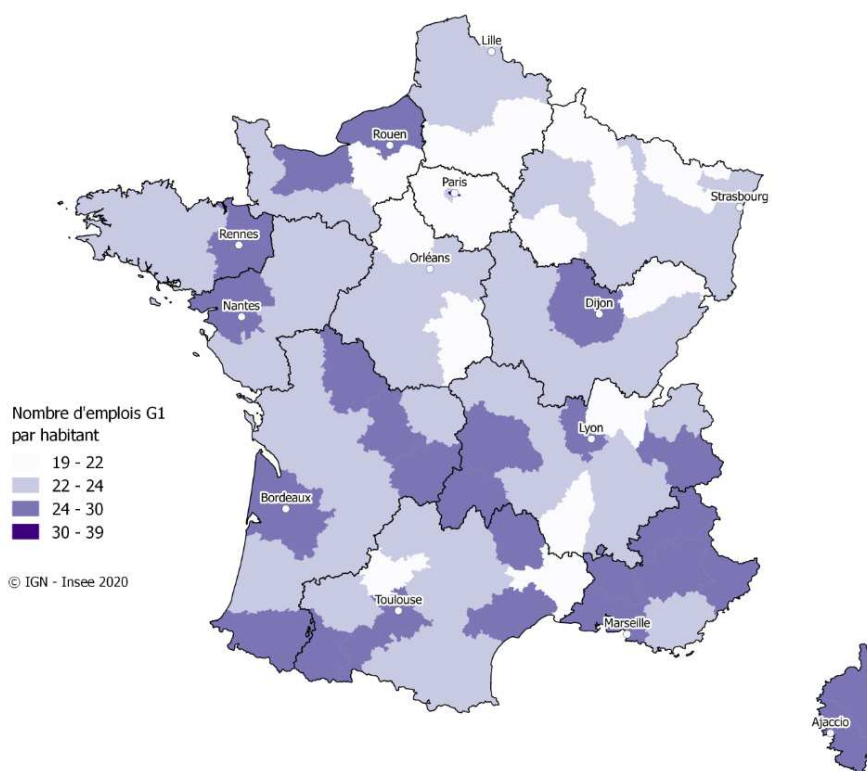 Lille
Rouen
Paris
Strasbourg
Rennes
Orléans
Nantes
Dijon
Nombre d'emplois G1
par habitant
19 - 22
22 - 24
24 - 30
30 - 39
Lyon
Bordeaux
© IGN - Insee 2020
Toulouse
Marseille
Ajaccio